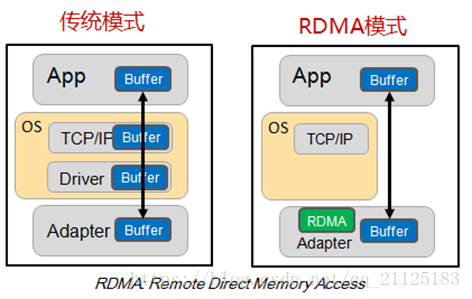 传统模式
RDMA模式
App
Buffer
OS
TCP/IP
Buffer
Driver
Buffer
Adapter
Buffer
App
Buffer
OS
TCP/IP
RDMA
Adapter
Buffer
RDMA: Remote Direct Memory Access
https://blog.csdn.net/qq_21125183